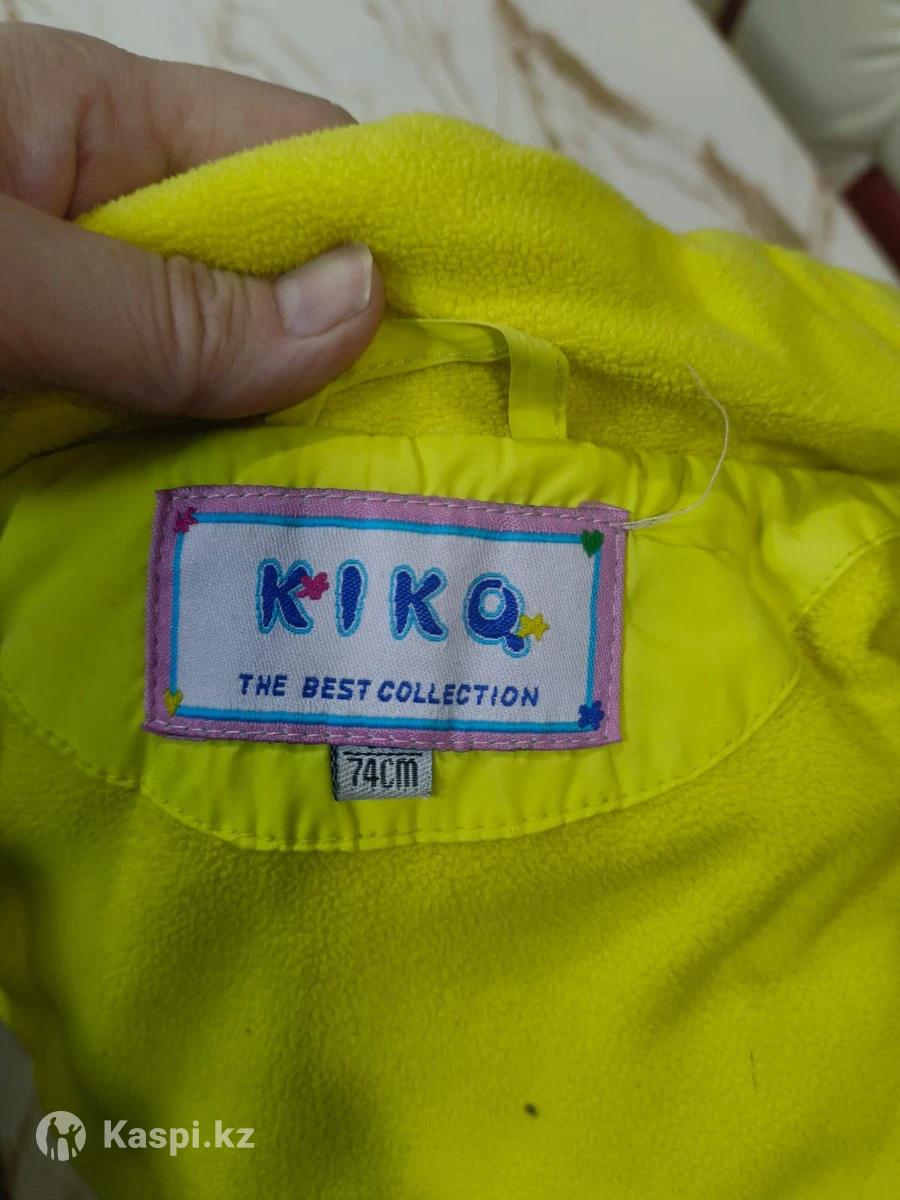 KIKO
THE BEST COLLECTION
74CM
Kaspi.kz